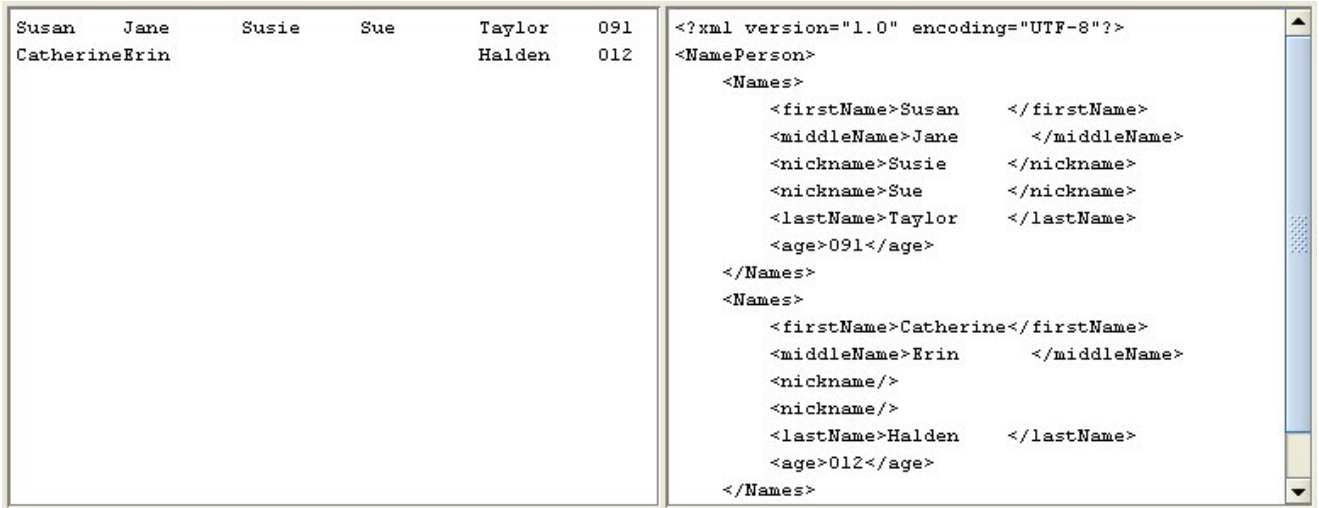 Susan    Jane      Susie     Sue       Taylor    091
CatherineErin                          Halden    012
<?xml version="1.0" encoding="UTF-8"?>
<NamePerson>
    <Names>
        <firstName>Susan    </firstName>
        <middleName>Jane      </middleName>
        <nickname>Susie     </nickname>
        <nickname>Sue       </nickname>
        <lastName>Taylor    </lastName>
        <age>091</age>
    </Names>
    <Names>
        <firstName>Catherine</firstName>
        <middleName>Erin      </middleName>
        <nickname/>
        <nickname/>
        <lastName>Halden    </lastName>
        <age>012</age>
    </Names>